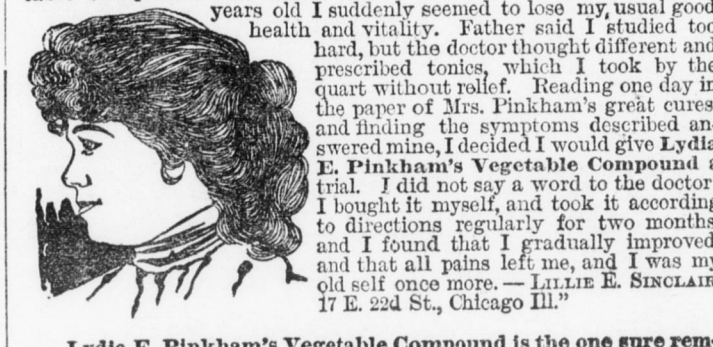 years old I suddenly seemed to lose my usual good
health and vitality. Father said I studied too
hard, but the doctor thought different and
prescribed tonics, which I took by the
quart without relief. Reading one day in
the paper of Mrs. Pinkham's great cures,
and finding the symptoms described an-
swered mine, I decided I would give Lydia
E. Pinkham's Vegetable Compound a
trial. I did not say a word to the doctor;
I bought it myself, and took it according
to directions regularly for two months,
and I found that I gradually improved,
and that all pains left me, and I was my
old self once more. — LILLIE E. SINCLAIR,
17 E. 22d St., Chicago Ill."
Lydia E. Pinkham's Vegetable Compound is the one sure rem-